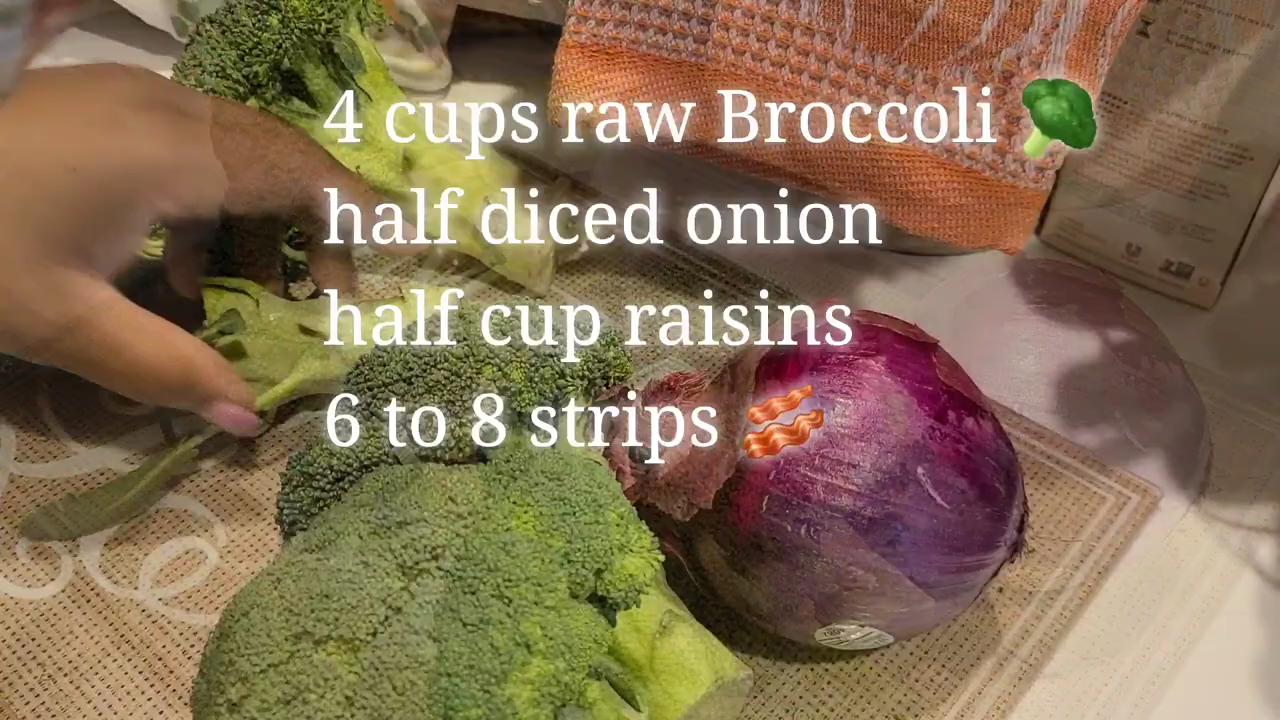 4 cups raw Broccoli 🥦
half diced onion
half cup raisins
6 to 8 strips 🥓